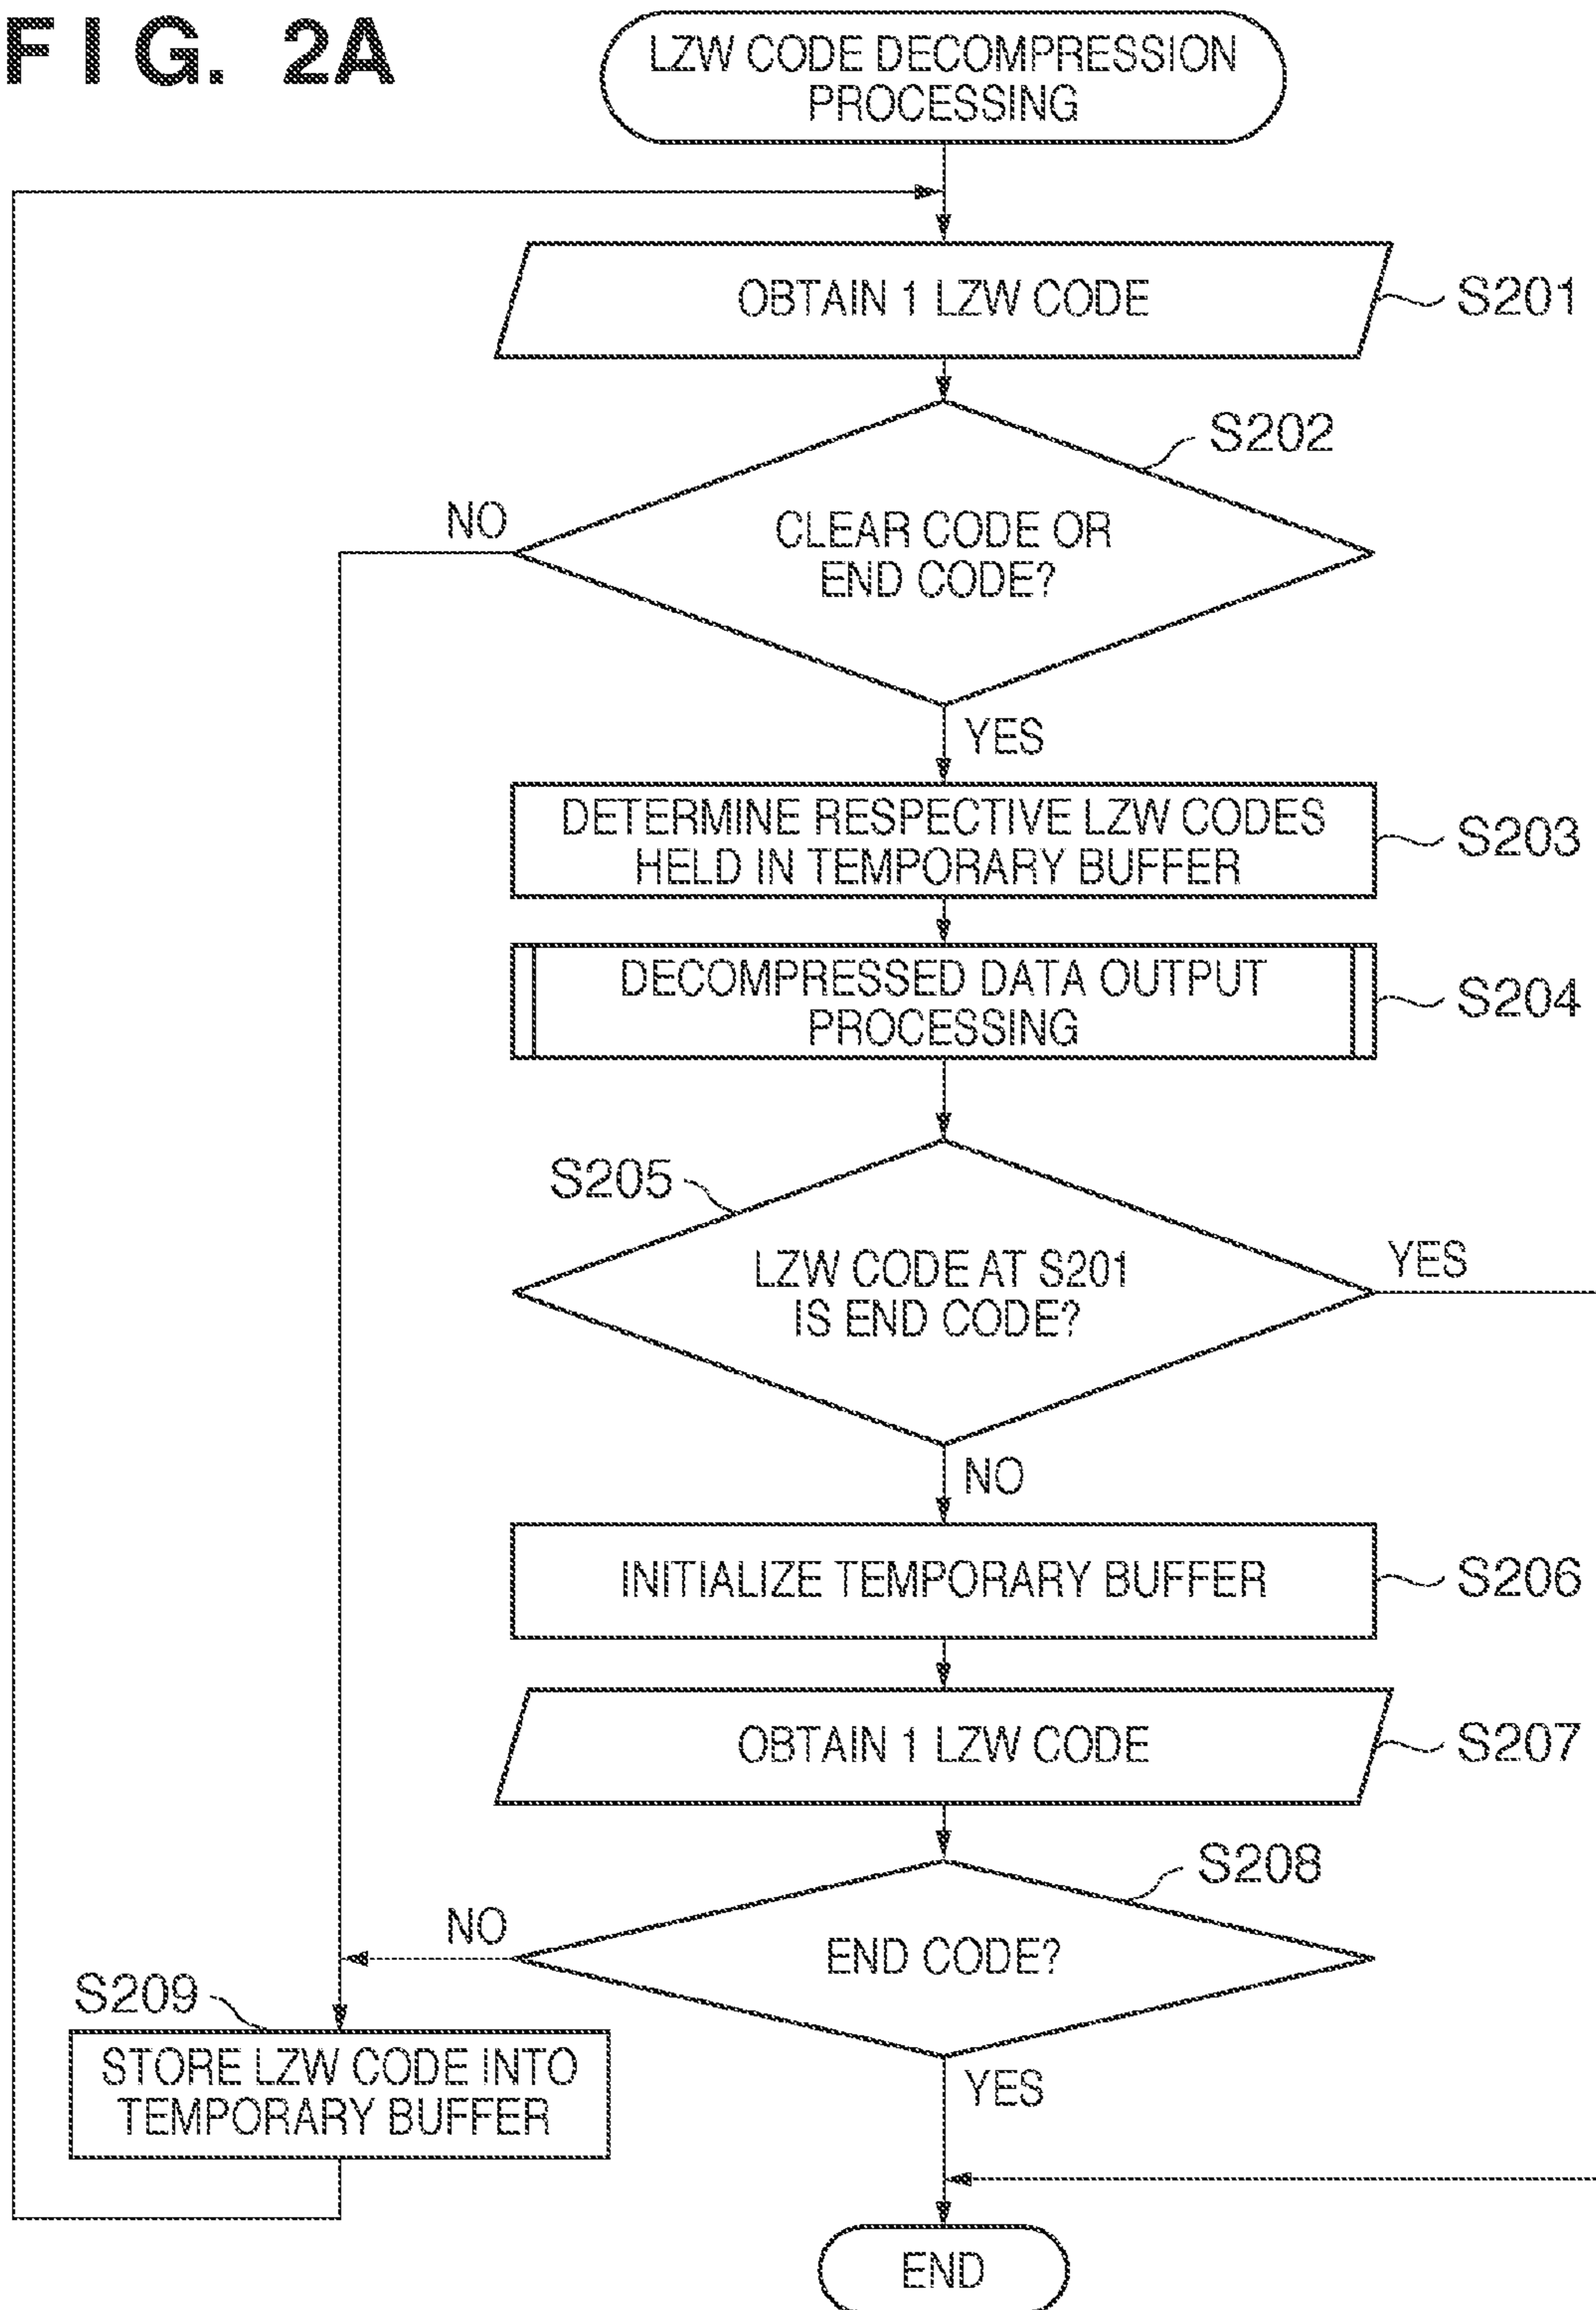 FIG. 2A
LZW CODE DECOMPRESSION
PROCESSING
OBTAIN 1 LZW CODE
S201
S202
NO
CLEAR CODE OR
END CODE?
YES
DETERMINE RESPECTIVE LZW CODES
HELD IN TEMPORARY BUFFER
S203
DECOMPRESSED DATA OUTPUT
PROCESSING
S204
S205
LZW CODE AT S201
IS END CODE?
YES
NO
INITIALIZE TEMPORARY BUFFER
S206
OBTAIN 1 LZW CODE
S207
S208
NO
END CODE?
S209
STORE LZW CODE INTO
TEMPORARY BUFFER
YES
END